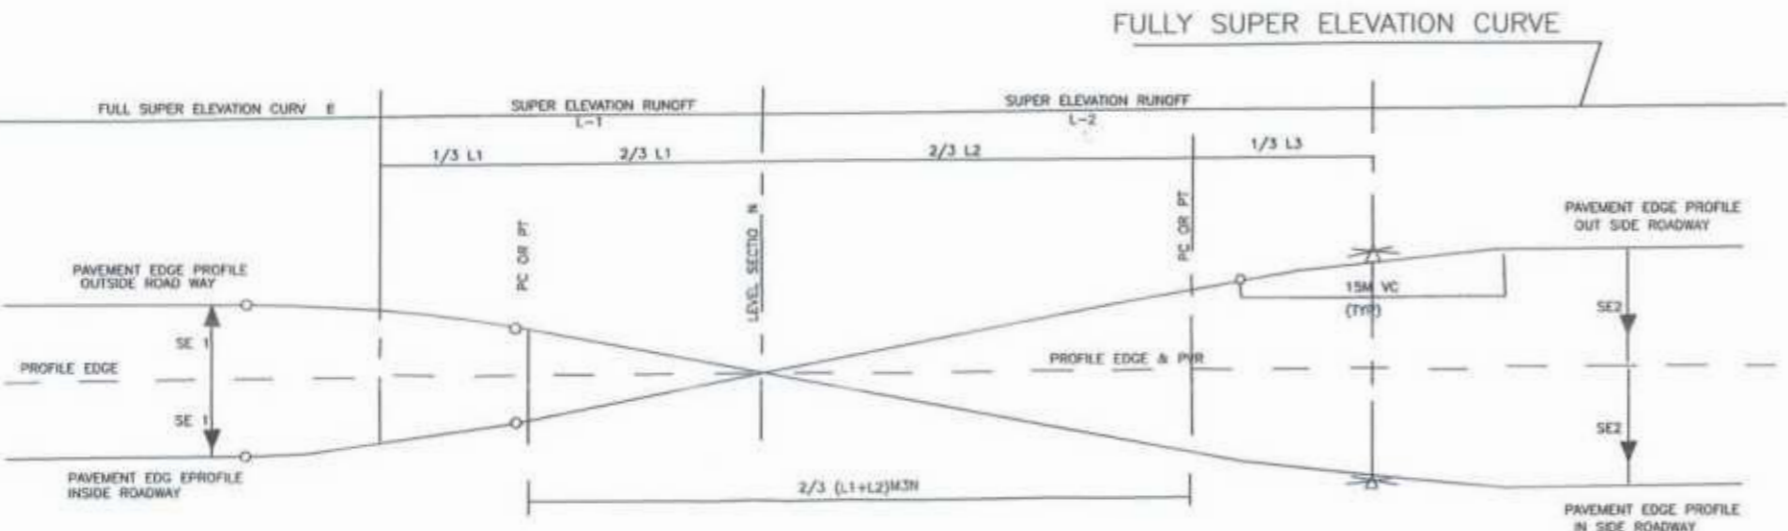 FULLY SUPER ELEVATION CURVE
FULL SUPER ELEVATION CURV E
SUPER ELEVATION RUNOFF
L-1
SUPER ELEVATION RUNOFF
L-2
1/3 L1
2/3 L1
2/3 L2
1/3 L3
PC OR PT
LEVEL SECTIO N
PC OR PT
PAVEMENT EDGE PROFILE
OUT SIDE ROADWAY
PAVEMENT EDGE PROFILE
OUTSIDE ROAD WAY
15M VC
(TYP)
SE 1
SE2
PROFILE EDGE
PROFILE EDGE & PVR
SE 1
SE2
PAVEMENT EDG EPROFILE
INSIDE ROADWAY
2/3 (L1+L2)M3N
PAVEMENT EDGE PROFILE
IN SIDE ROADWAY